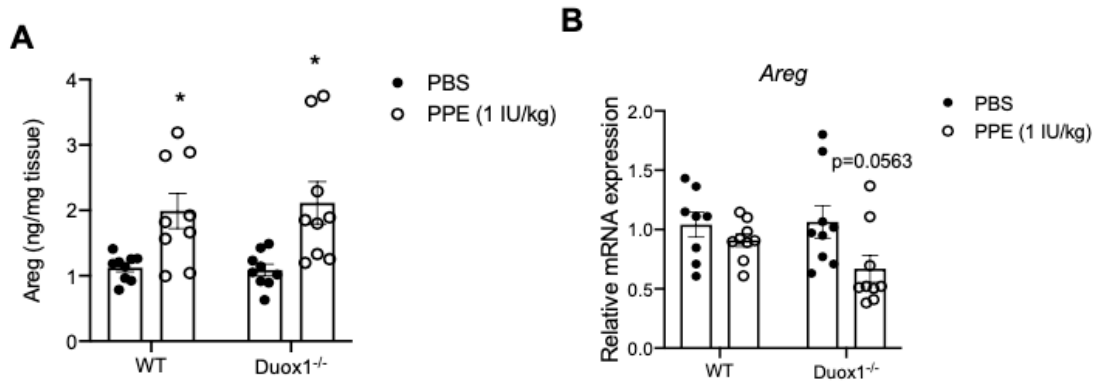 A
Areg (ng/mg tissue)
4
3
2
1
0
*
*
WT
Duox1-/-
PBS
PPE (1 IU/kg)
B
Areg
Relative mRNA expression
2.0
1.5
1.0
0.5
0.0
p=0.0563
WT
Duox1-/-
PBS
PPE (1 IU/kg)